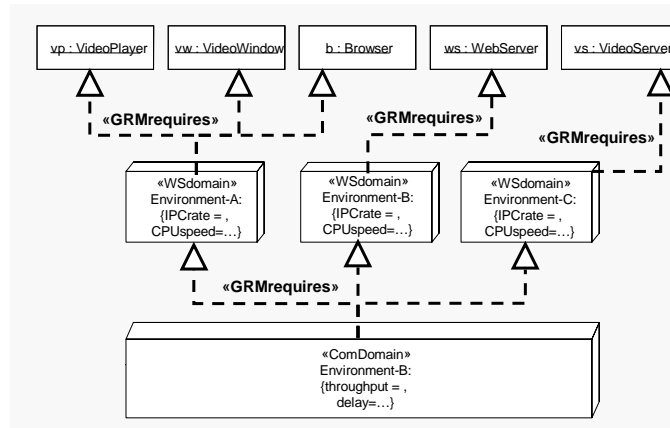 vp : VideoPlayer
vw : VideoWindow
b : Browser
ws : WebServer
vs : VideoServer
«GRMrequires»
«GRMrequires»
«GRMrequires»
«WSdomain»
Environment-A:
{IPCrate = ,
CPUspeed=…}
«WSdomain»
Environment-B:
{IPCrate = ,
CPUspeed=…}
«WSdomain»
Environment-C:
{IPCrate = ,
CPUspeed=…}
«GRMrequires»
«ComDomain»
Environment-B:
{throughput = ,
delay=…}